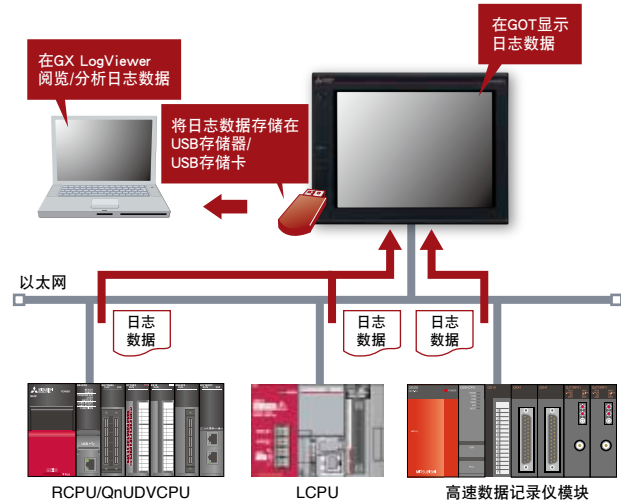 在GOT显示
日志数据
在GX LogViewer
阅览/分析日志数据
将日志数据存储在
USB存储器/
USB存储卡
以太网
日志
数据
日志
数据
日志
数据
MITSUBISHI
RCPU/QnUDVCPU
LCPU
高速数据记录仪模块